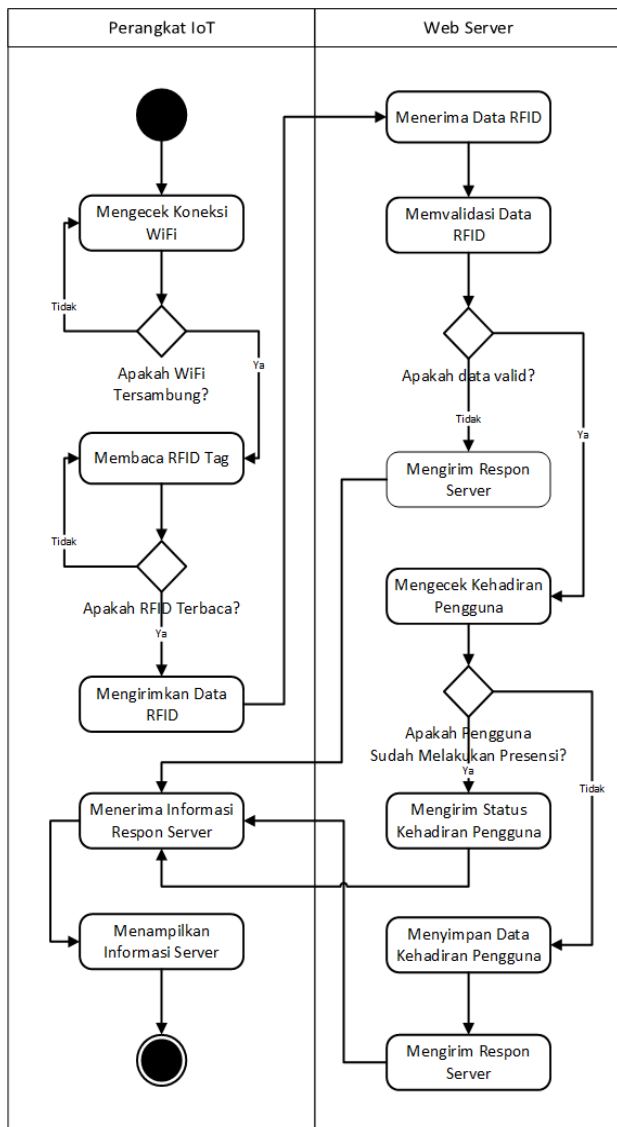 Perangkat IoT
Web Server
Mengecek Koneksi
WiFi
Tidak
Apakah WiFi
Tersambung?
Ya
Membaca RFID Tag
Tidak
Apakah RFID Terbaca?
Ya
Mengirimkan Data
RFID
Menerima Data RFID
Memvalidasi Data
RFID
Apakah data valid?
Tidak
Ya
Mengirim Respon
Server
Mengecek Kehadiran
Pengguna
Apakah Pengguna
Sudah Melakukan Presensi?
Ya
Tidak
Mengirim Status
Kehadiran Pengguna
Menyimpan Data
Kehadiran Pengguna
Mengirim Respon
Server
Menerima Informasi
Respon Server
Menampilkan
Informasi Server